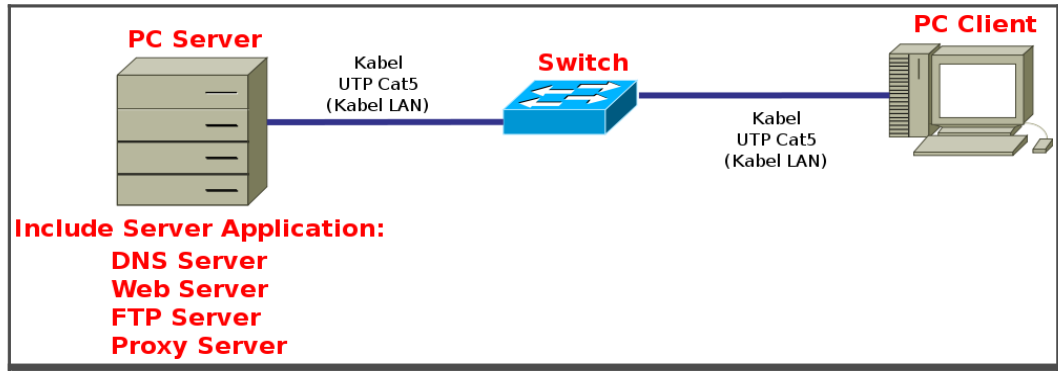 PC Server
Kabel
UTP Cat5
(Kabel LAN)
Switch
PC Client
Kabel
UTP Cat5
(Kabel LAN)
Include Server Application:
DNS Server
Web Server
FTP Server
Proxy Server